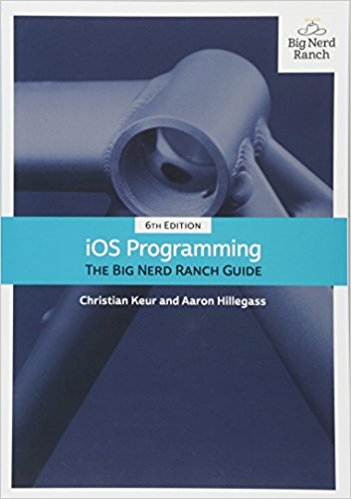 Big Nerd
Ranch
6TH EDITION
iOS Programming
THE BIG NERD RANCH GUIDE
Christian Keur and Aaron Hillegass